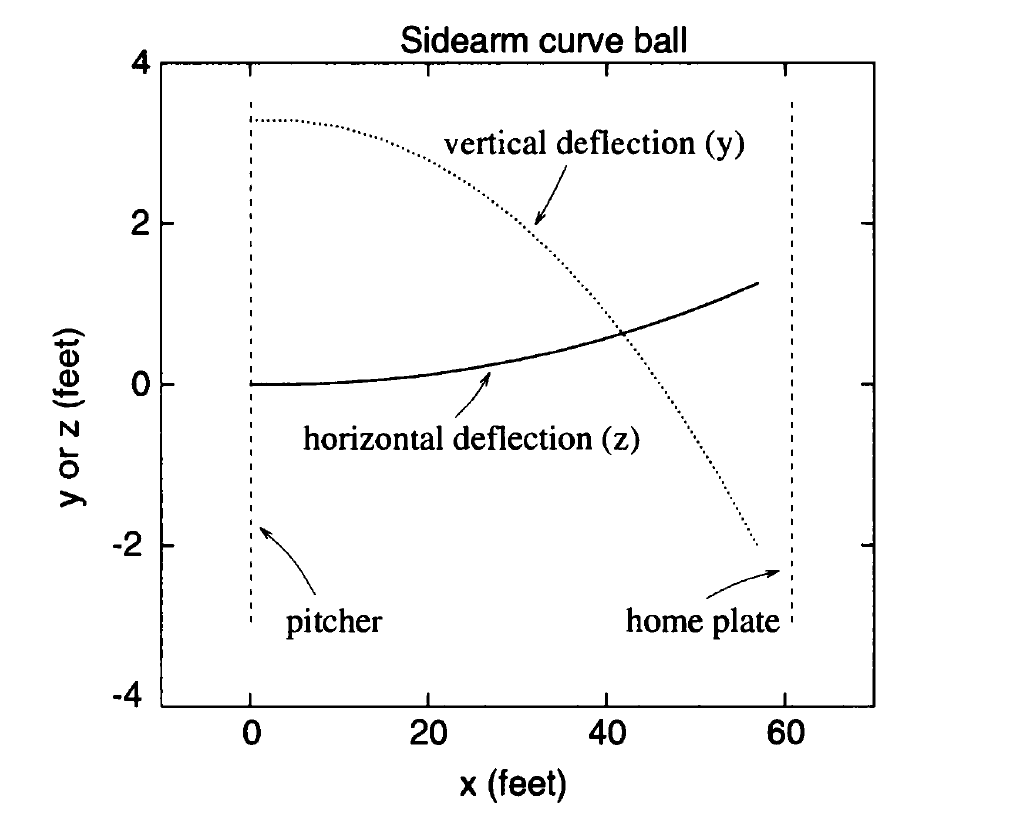 Sidearm curve ball
4
vertical deflection (y)
2
0
horizontal deflection (z)
-2
pitcher
home plate
-4
0 20 40 60
x (feet)
y or z (feet)